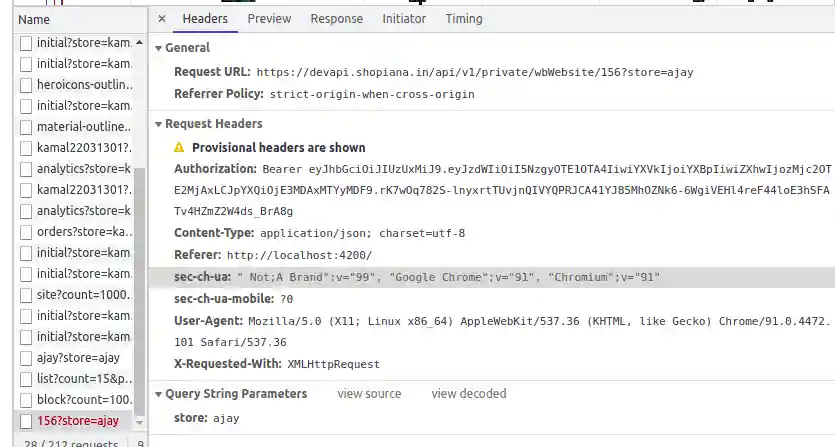 Name
× Headers Preview Response Initiator Timing
initial?store=kam...
initial?store=kam...
heroicons-outlin...
initial?store=kam...
material-outline...
kamal22031301?...
analytics?store=k...
kamal22031301?...
analytics?store=k...
orders?store=ka...
initial?store=kam...
initial?store=kam...
site?count=1000...
initial?store=kam...
initial?store=kam...
ajay?store=ajay
list?count=15&p...
block?count=100...
156?store=ajay
28 / 212 requests 9
General
Request URL: https://devapi.shopiana.in/api/v1/private/wbWebsite/156?store=ajay
Referrer Policy: strict-origin-when-cross-origin
Request Headers
Provisional headers are shown
Authorization: Bearer eyJhbGciOiJIUzUxMiJ9.eyJzdWIiOiI5NzgyOTE1OTA4IiwiYXVkIjoiYXBpIiwiZXhwIjozMjc2OT
E2MjAxLCJpYXQiOjE3MDAxMTYyMDF9.rK7wOq782S-lnyxrtTUvjnQIVYQPRJCA41YJ85MhOZNk6-6WgiVEHl4reF44loE3hSFA
Tv4HZmZ2W4ds_BrA8g
Content-Type: application/json; charset=utf-8
Referer: http://localhost:4200/
sec-ch-ua: " Not;A Brand";v="99", "Google Chrome";v="91", "Chromium";v="91"
sec-ch-ua-mobile: ?0
User-Agent: Mozilla/5.0 (X11; Linux x86_64) AppleWebKit/537.36 (KHTML, like Gecko) Chrome/91.0.4472.
101 Safari/537.36
X-Requested-With: XMLHttpRequest
Query String Parameters view source view decoded
store: ajay